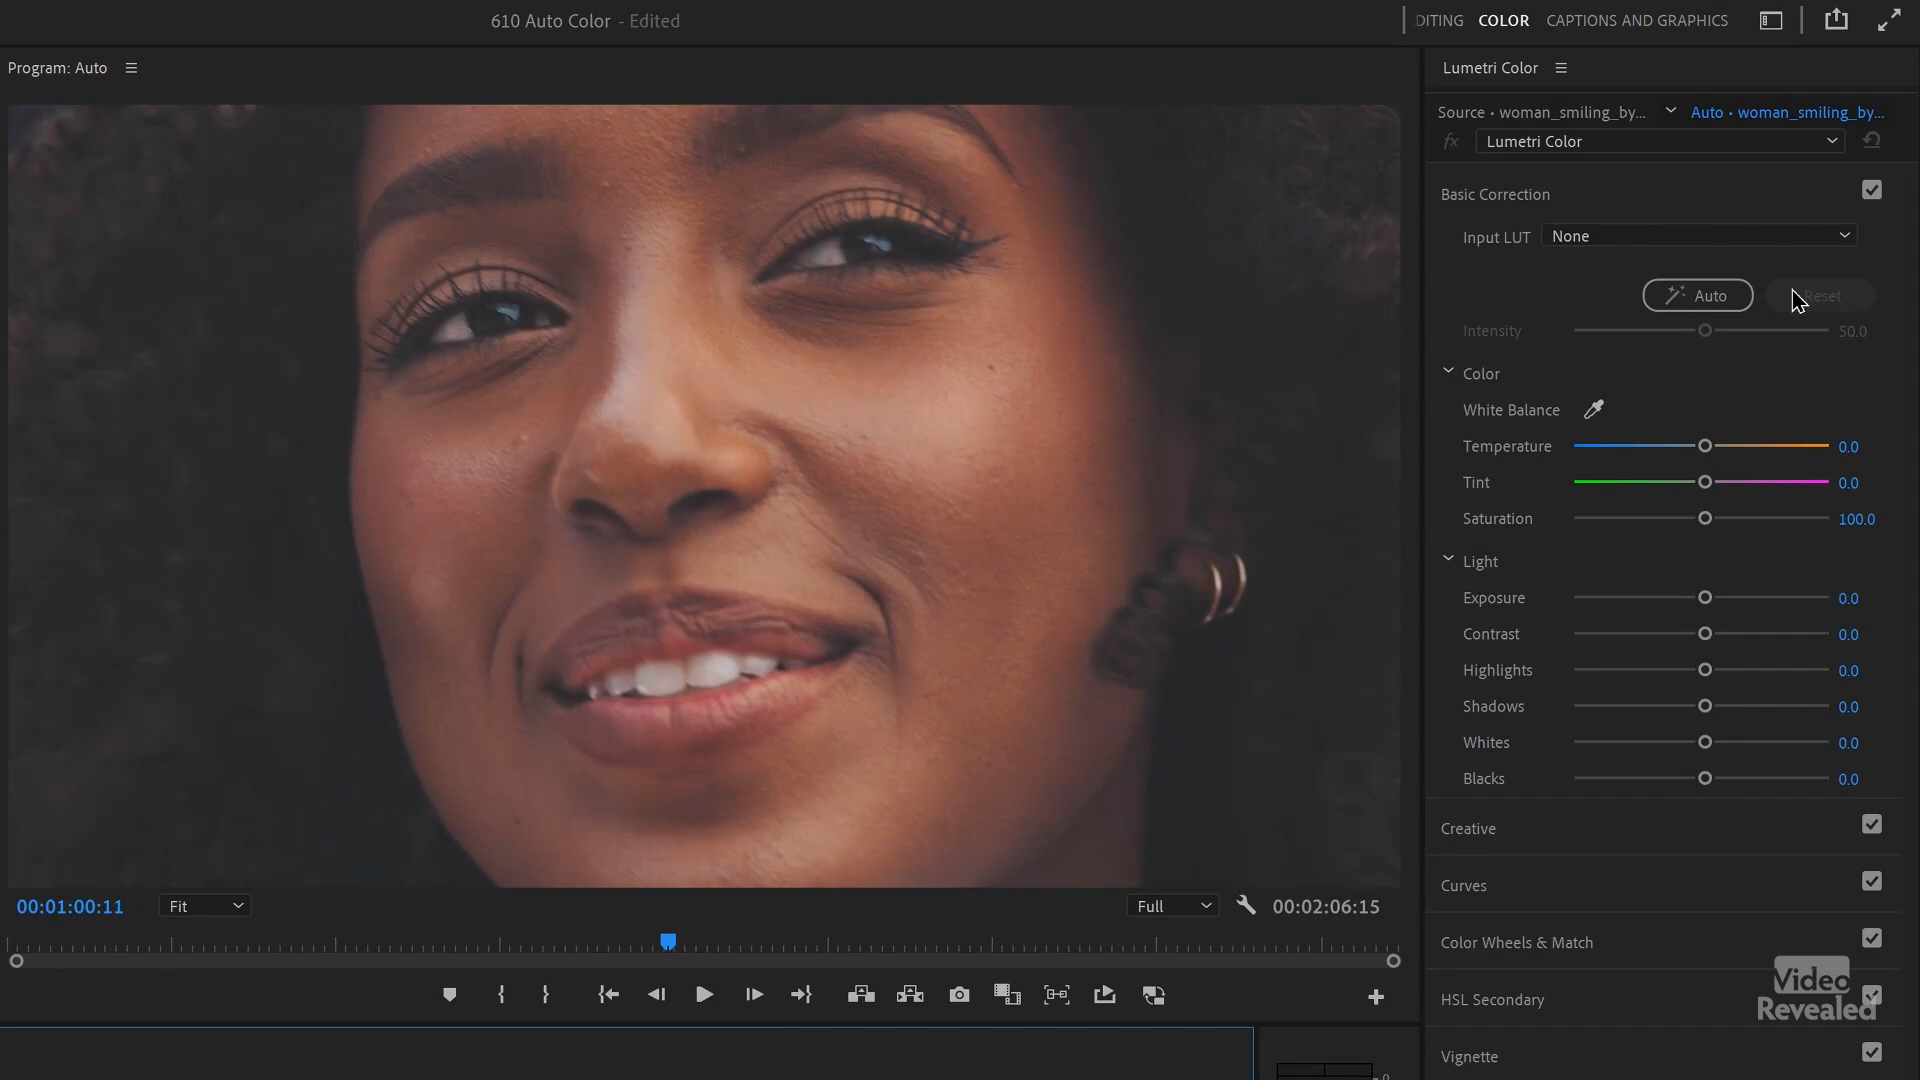 610 Auto Color - Edited
DITING COLOR CAPTIONS AND GRAPHICS
Program: Auto
Lumetri Color
Source • woman_smiling_by... Auto • woman_smiling_by...
fx Lumetri Color
Basic Correction
Input LUT None
Auto Reset
Intensity 50.0
Color
White Balance
Temperature 0.0
Tint 0.0
Saturation 100.0
Light
Exposure 0.0
Contrast 0.0
Highlights 0.0
Shadows 0.0
Whites 0.0
Blacks 0.0
Creative
00:01:00:11 Fit Full 00:02:06:15
Curves
Color Wheels & Match
HSL Secondary
Video
Revealed
Vignette
0